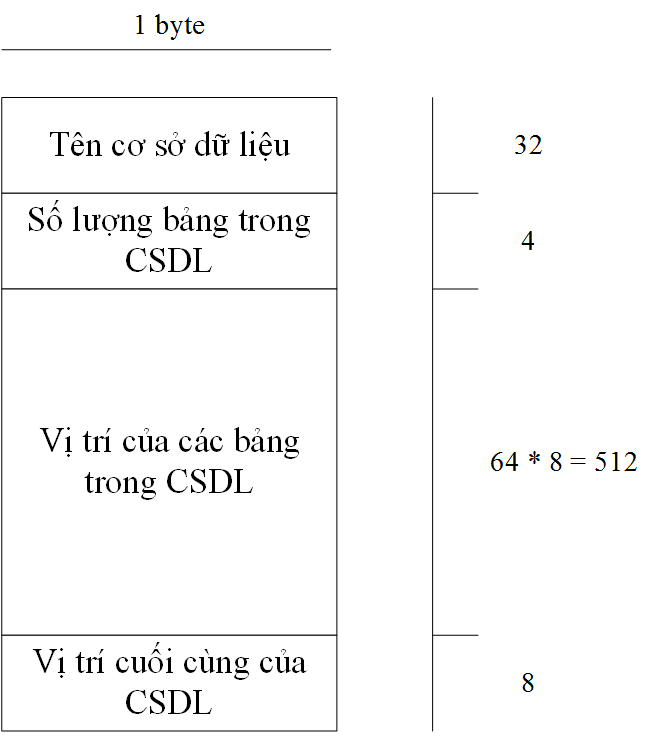 1 byte
Tên cơ sở dữ liệu
32
Số lượng bảng trong
CSDL
4
Vị trí của các bảng
trong CSDL
64 * 8 = 512
Vị trí cuối cùng của
CSDL
8